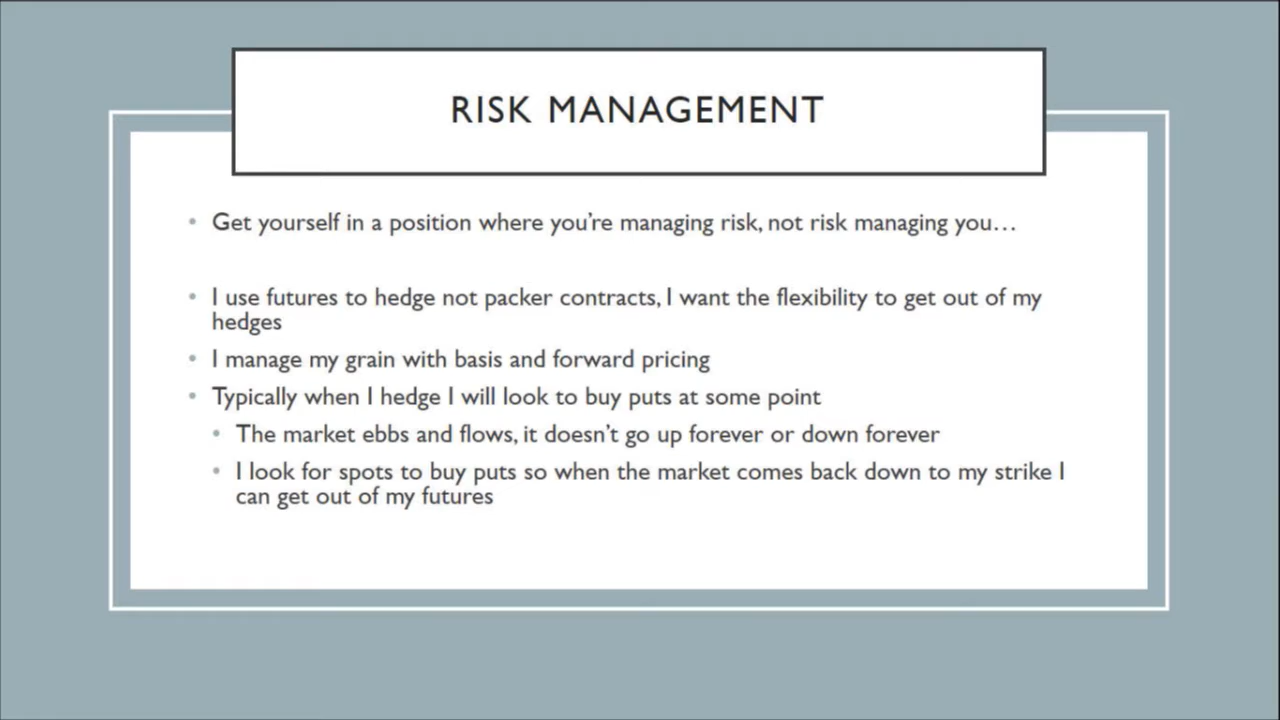 RISK MANAGEMENT
• Get yourself in a position where you’re managing risk, not risk managing you…
• I use futures to hedge not packer contracts, I want the flexibility to get out of my
hedges
• I manage my grain with basis and forward pricing
• Typically when I hedge I will look to buy puts at some point
• The market ebbs and flows, it doesn’t go up forever or down forever
• I look for spots to buy puts so when the market comes back down to my strike I
can get out of my futures